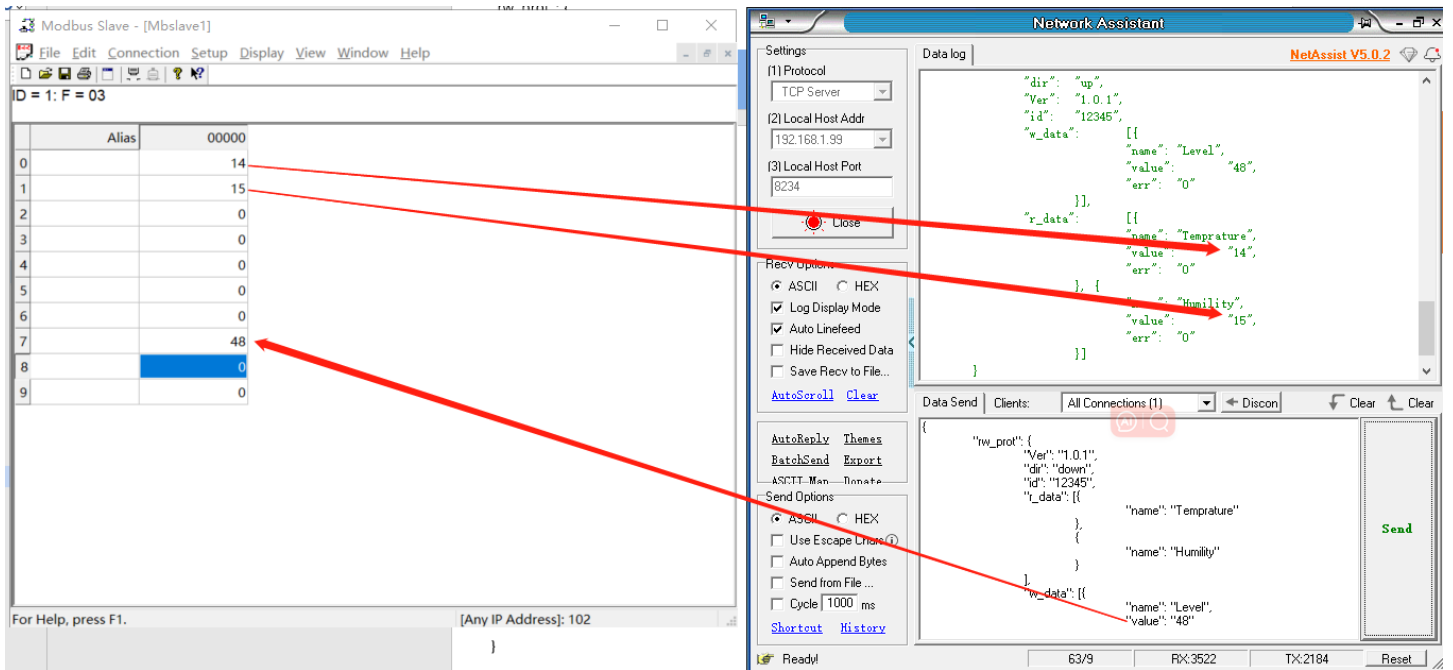 rw_prot : {
Modbus Slave - [Mbslave1]
File Edit Connection Setup Display View Window Help
ID = 1: F = 03
Alias 00000
0 14
1 15
2 0
3 0
4 0
5 0
6 0
7 48
8 0
9 0
For Help, press F1. [Any IP Address]: 102
}
Network Assistant
Settings
(1) Protocol
TCP Server
(2) Local Host Addr
192.168.1.99
(3) Local Host Port
8234
Close
Recv Options
ASCII HEX
Log Display Mode
Auto Linefeed
Hide Received Data
Save Recv to File...
AutoScroll Clear
AutoReply Themes
BatchSend Export
ASCII Man Donate
Send Options
ASCII HEX
Use Escape Chars
Auto Append Bytes
Send from File ...
Cycle 1000 ms
Shortcut History
Data log NetAssist V5.0.2
"dir": "up",
"Ver": "1.0.1",
"id": "12345",
"w_data": [{
"name": "Level",
"value": "48",
"err": "0"
}],
"r_data": [{
"name": "Temprature",
"value": "14",
"err": "0"
}, {
"name": "Humility",
"value": "15",
"err": "0"
}]
}
Data Send Clients: All Connections (1) Discon Clear Clear
{
"rw_prot": {
"Ver": "1.0.1",
"dir": "down",
"id": "12345",
"r_data": [{
"name": "Temprature"
},
{
"name": "Humility"
}
],
"w_data": [{
"name": "Level",
"value": "48"
Send
Ready! 63/9 RX:3522 TX:2184 Reset